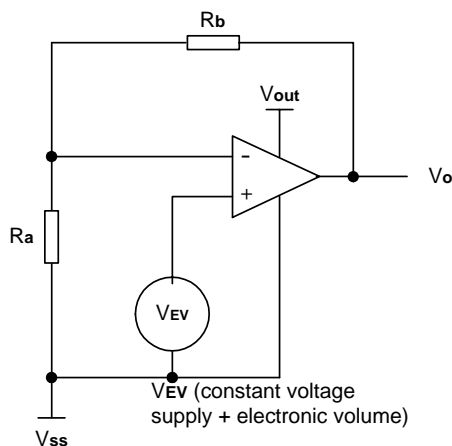 Rb
Vout
-
+
Vo
Ra
VEV
VEV (constant voltage
supply + electronic volume)
Vss